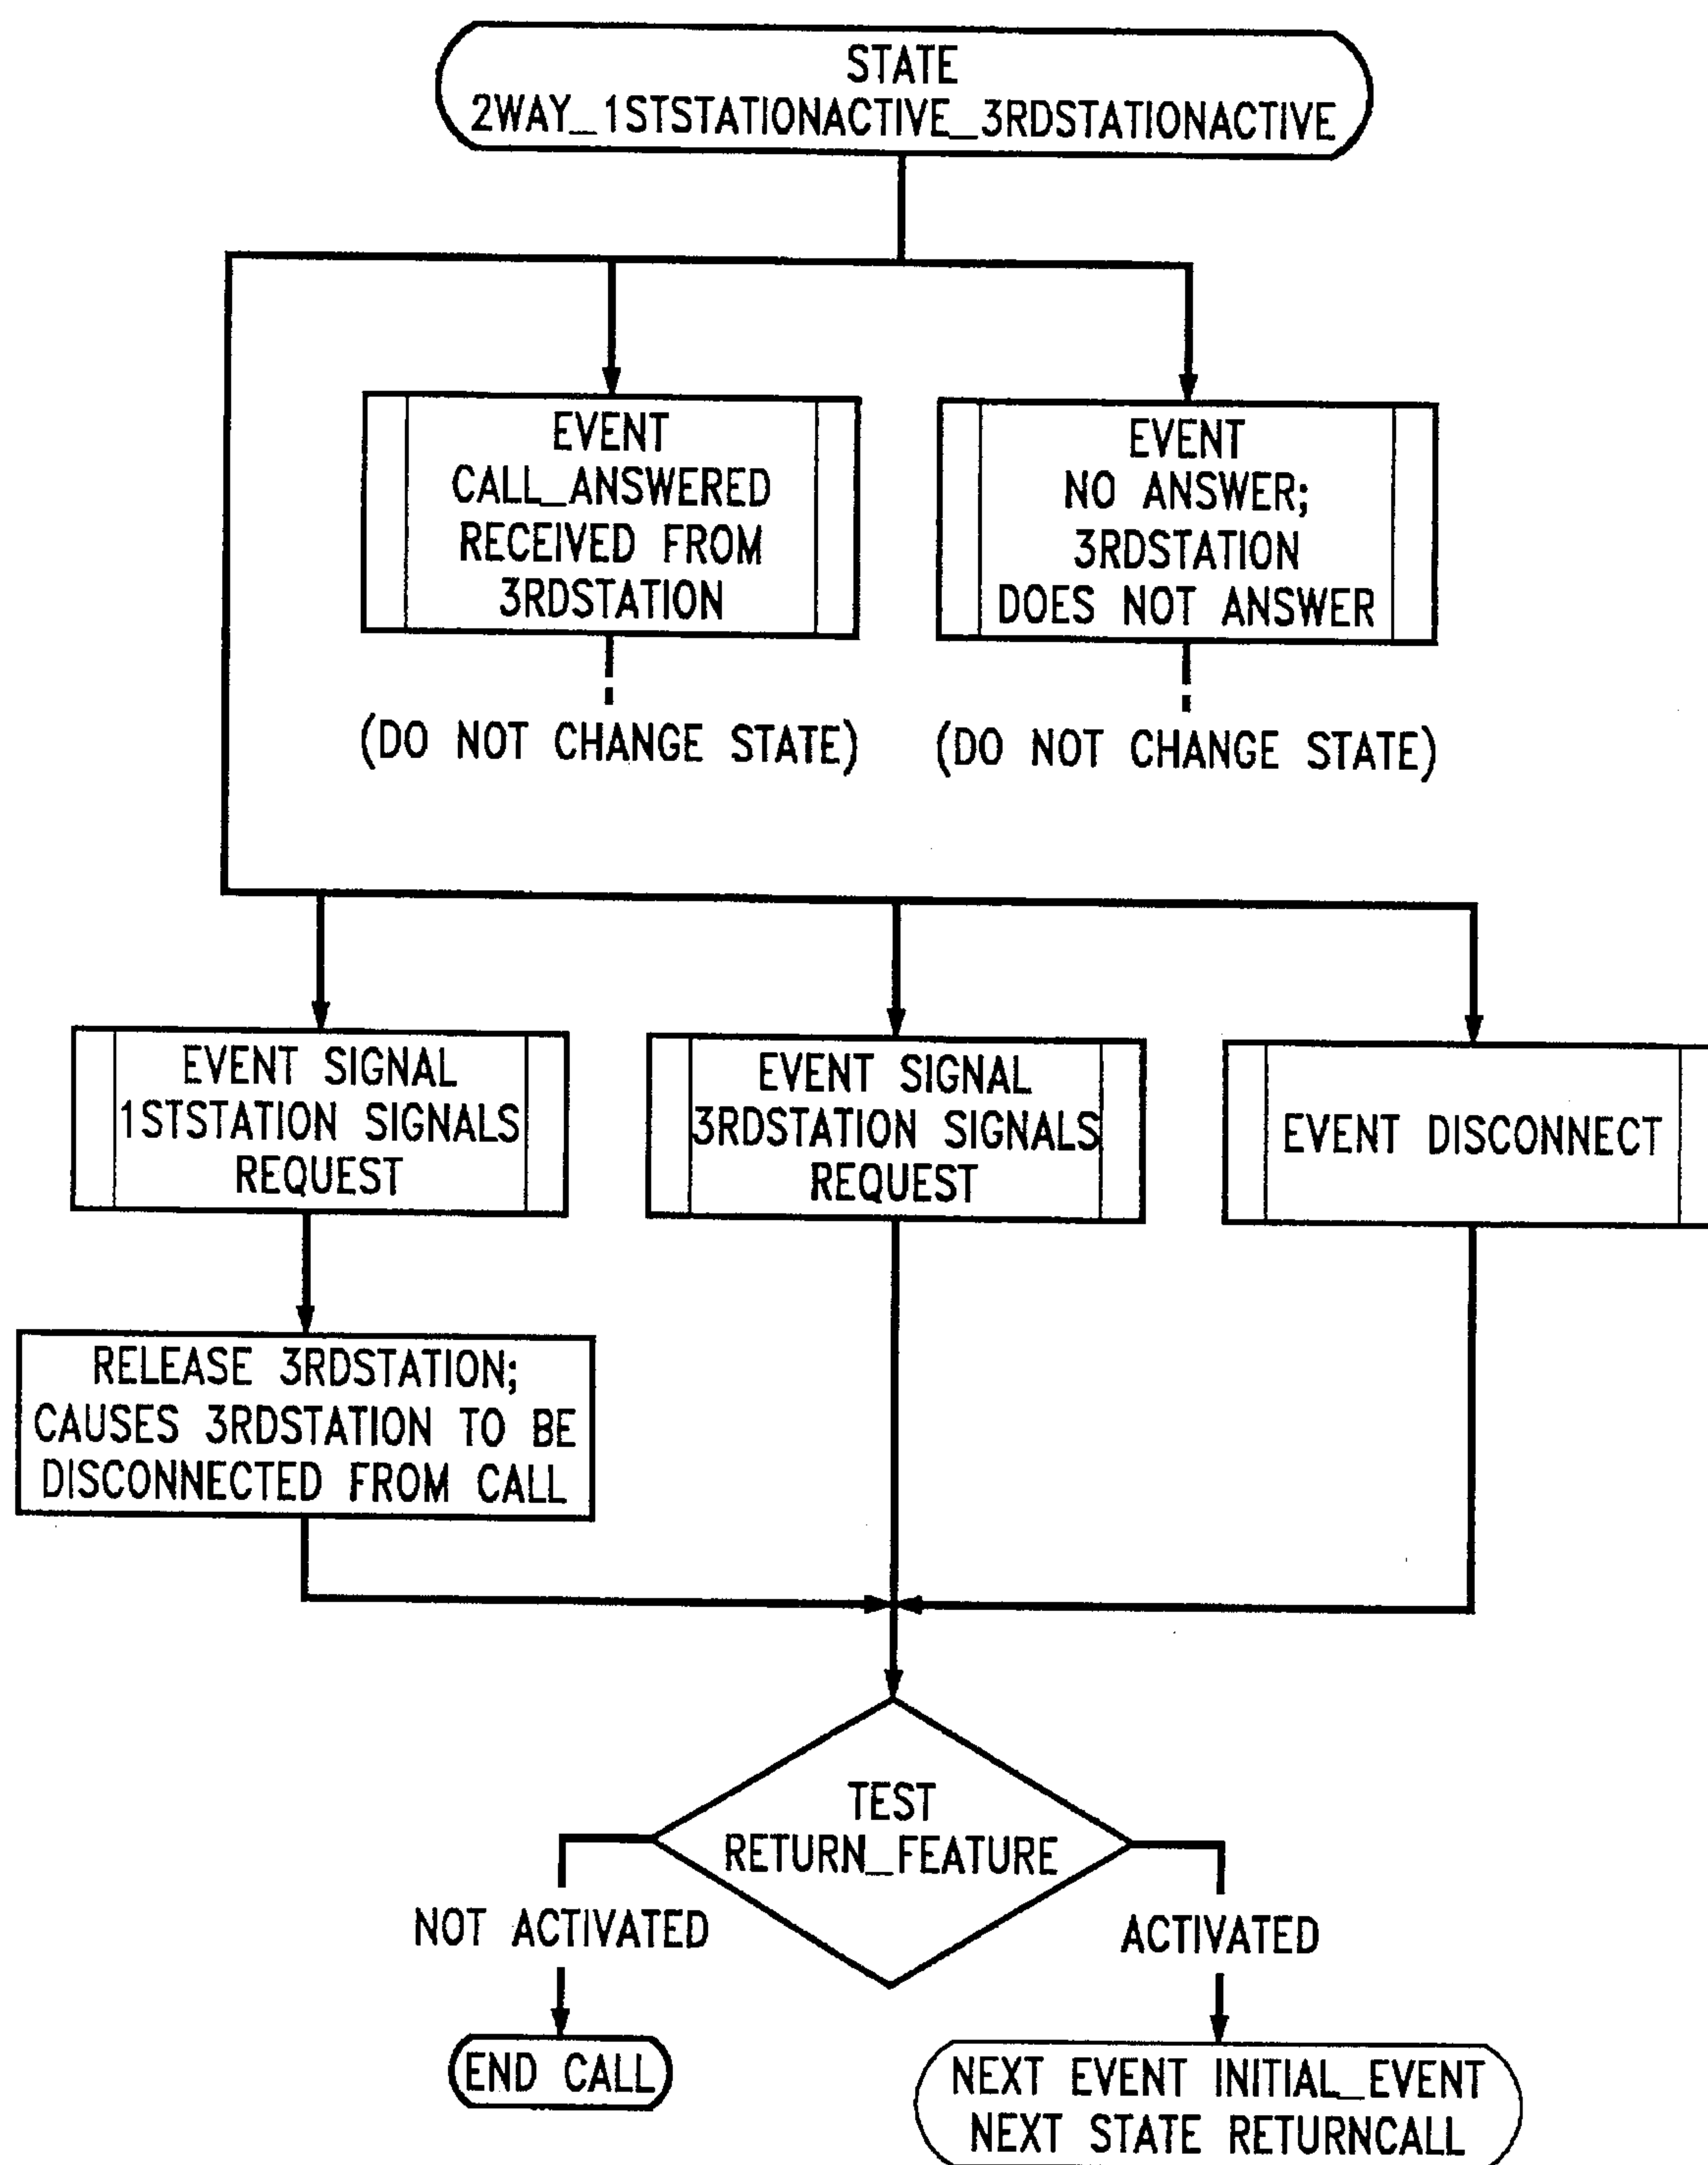 STATE
2WAY_1STSTATIONACTIVE_3RDSTATIONACTIVE
EVENT
CALL_ANSWERED
RECEIVED FROM
3RDSTATION
EVENT
NO ANSWER;
3RDSTATION
DOES NOT ANSWER
(DO NOT CHANGE STATE)
(DO NOT CHANGE STATE)
EVENT SIGNAL
1STSTATION SIGNALS
REQUEST
EVENT SIGNAL
3RDSTATION SIGNALS
REQUEST
EVENT DISCONNECT
RELEASE 3RDSTATION;
CAUSES 3RDSTATION TO BE
DISCONNECTED FROM CALL
TEST
RETURN_FEATURE
NOT ACTIVATED
ACTIVATED
END CALL
NEXT EVENT INITIAL_EVENT
NEXT STATE RETURNCALL